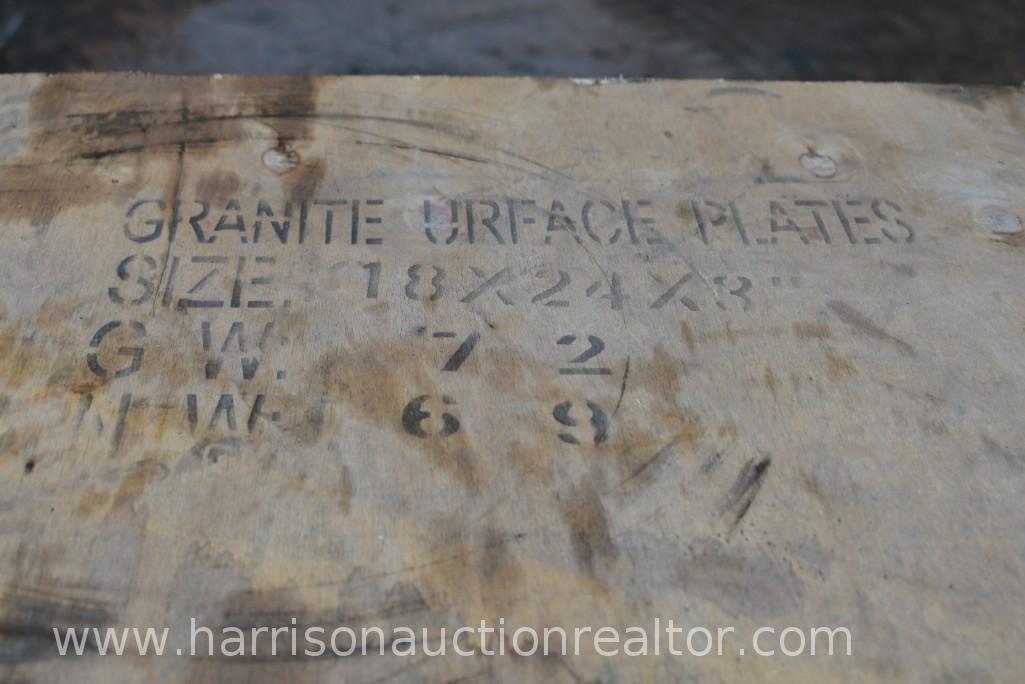 GRANITE URFACE PLATES
SIZE: 18X24X3"
G W: 7 2
N W: 6 9
www.harrisonauctionrealtor.com